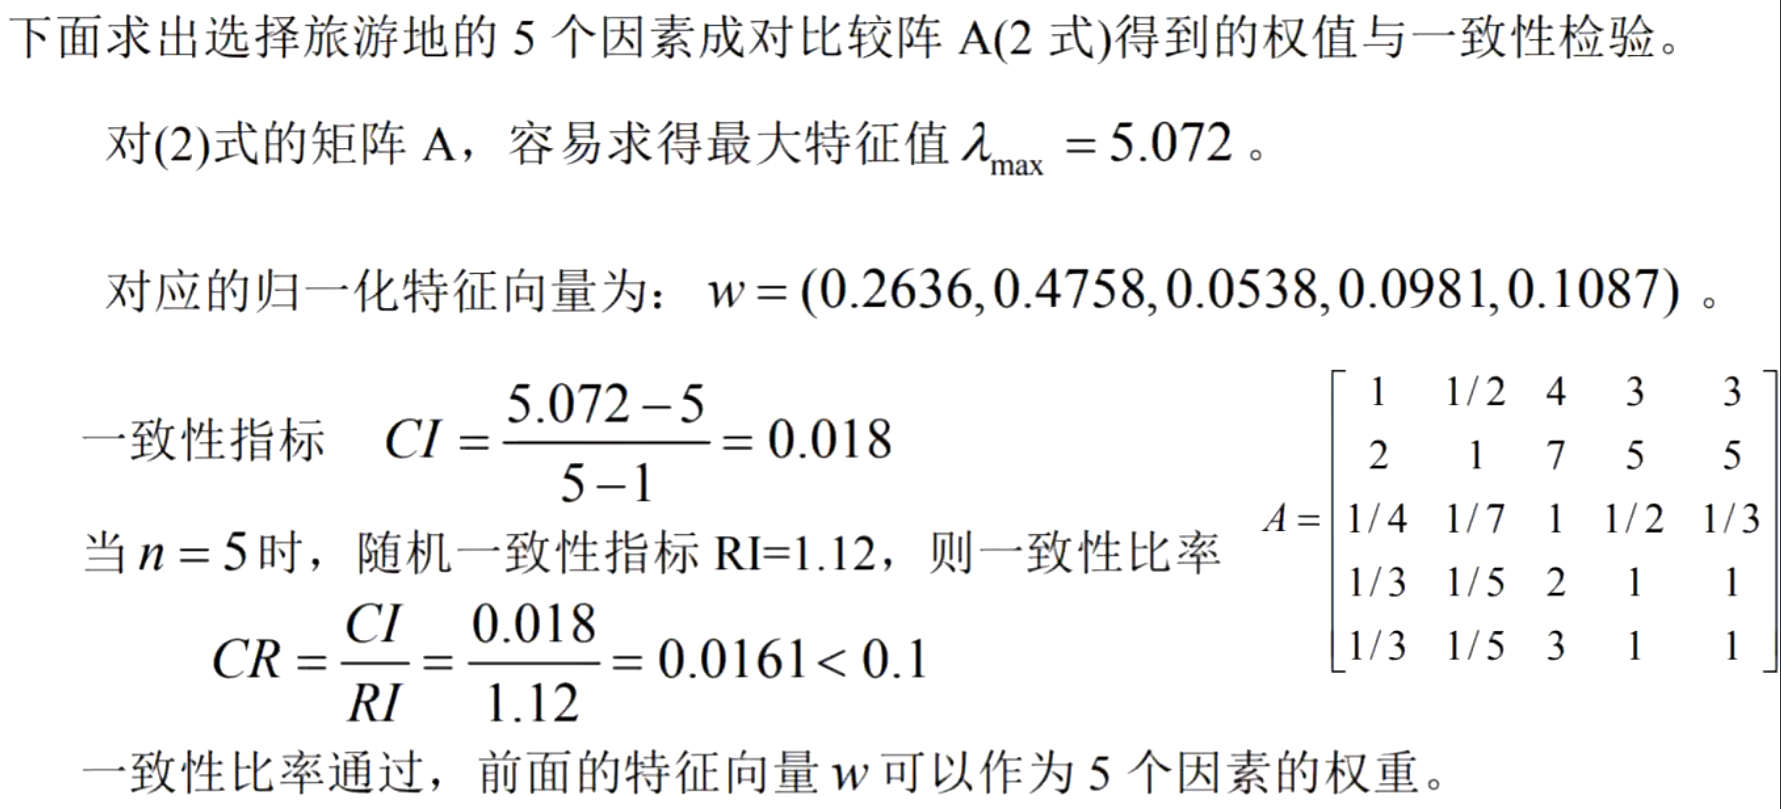 下面求出选择旅游地的 5 个因素成对比较阵 A(2 式)得到的权值与一致性检验。
对(2)式的矩阵 A，容易求得最大特征值 λmax = 5.072。
对应的归一化特征向量为： w = (0.2636,0.4758,0.0538,0.0981,0.1087) 。
一致性指标 CI = (5.072 − 5)/(5 − 1) = 0.018
当 n = 5 时，随机一致性指标 RI=1.12，则一致性比率
CR = CI/RI = 0.018/1.12 = 0.0161 < 0.1
一致性比率通过，前面的特征向量 w 可以作为 5 个因素的权重。
A =
1 1/2 4 3 3
2 1 7 5 5
1/4 1/7 1 1/2 1/3
1/3 1/5 2 1 1
1/3 1/5 3 1 1